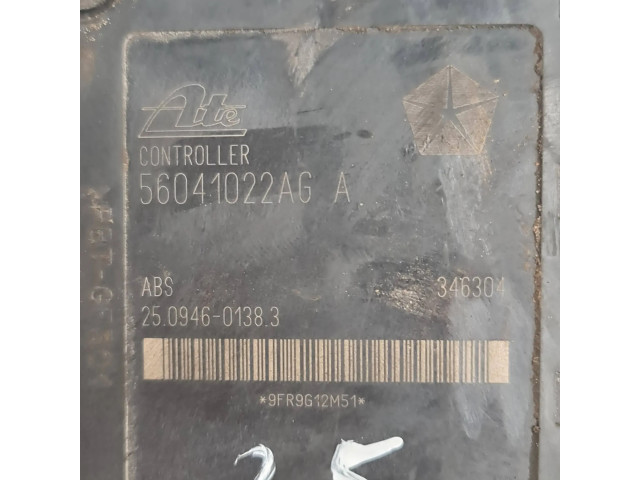 Ate
CONTROLLER
56041022AG A
ABS 346304
25.0946-0138.3
*9FR9G12M51*